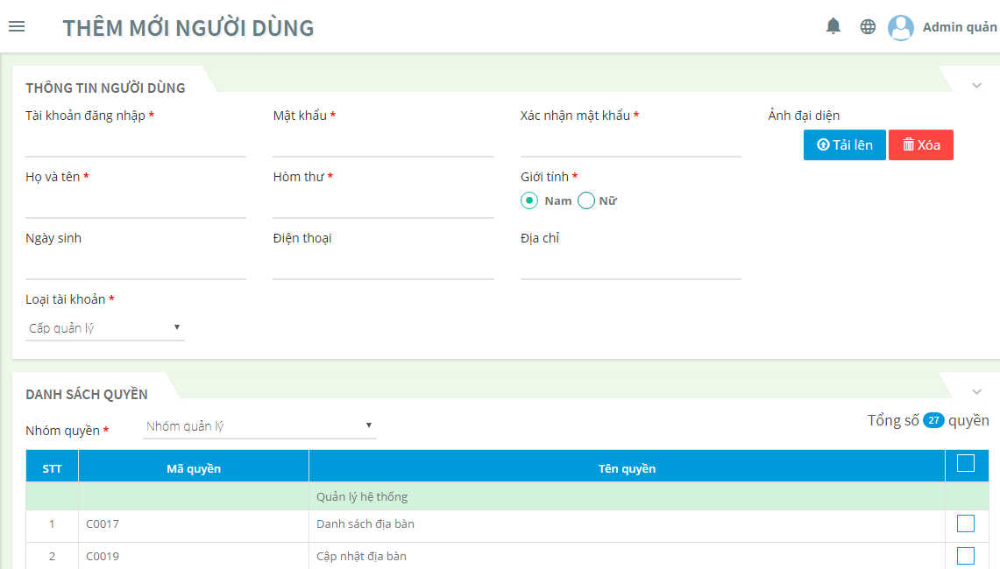 THÊM MỚI NGƯỜI DÙNG
Admin quản
THÔNG TIN NGƯỜI DÙNG
Tài khoản đăng nhập *
Mật khẩu *
Xác nhận mật khẩu *
Ảnh đại diện
Tải lên
Xóa
Họ và tên *
Hòm thư *
Giới tính *
Nam
Nữ
Ngày sinh
Điện thoại
Địa chỉ
Loại tài khoản *
Cấp quản lý
DANH SÁCH QUYỀN
Nhóm quyền *
Nhóm quản lý
Tổng số 27 quyền
STT Mã quyền Tên quyền
Quản lý hệ thống
1 C0017 Danh sách địa bàn
2 C0019 Cập nhật địa bàn